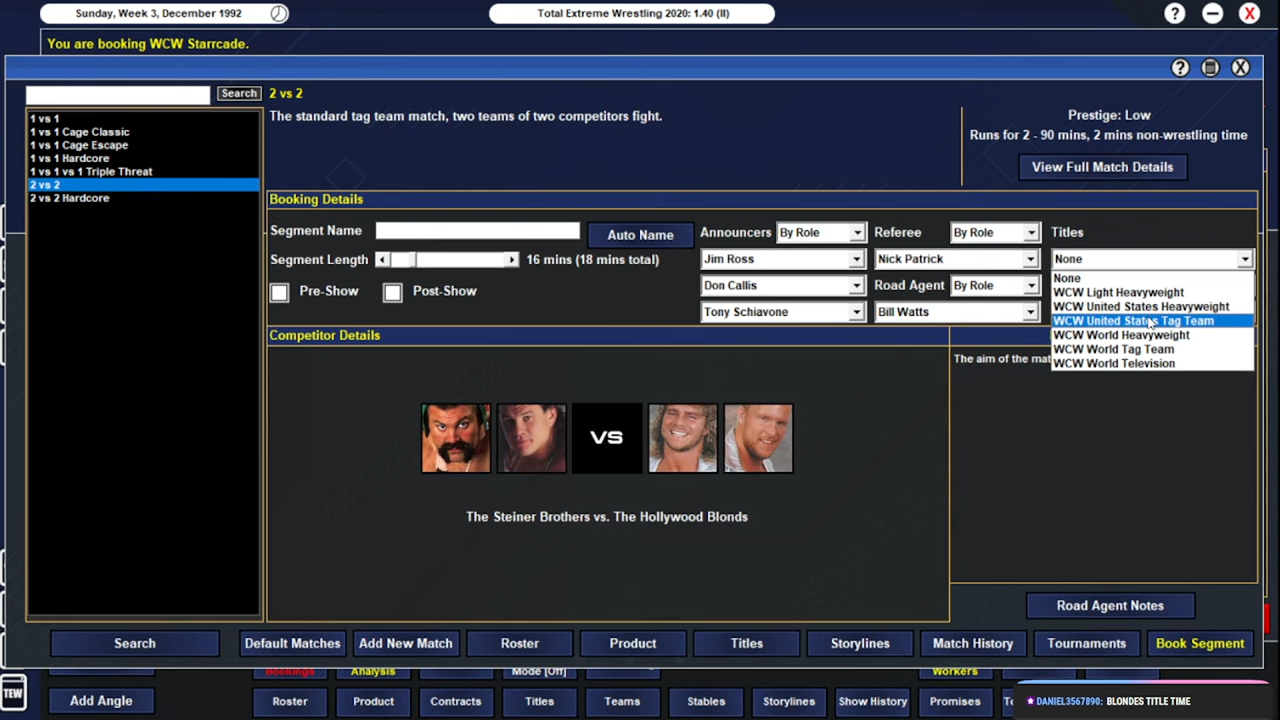 Sunday, Week 3, December 1992
Total Extreme Wrestling 2020: 1.40 (II)
? X
You are booking WCW Starrcade.
? X
Search
2 vs 2
1 vs 1
1 vs 1 Cage Classic
1 vs 1 Cage Escape
1 vs 1 Hardcore
1 vs 1 vs 1 Triple Threat
2 vs 2
2 vs 2 Hardcore
The standard tag team match, two teams of two competitors fight.
Prestige: Low
Runs for 2 - 90 mins, 2 mins non-wrestling time
View Full Match Details
Booking Details
Segment Name
Auto Name
Segment Length
16 mins (18 mins total)
Pre-Show
Post-Show
Announcers
By Role
Jim Ross
Don Callis
Tony Schiavone
Referee
By Role
Nick Patrick
Road Agent
By Role
Bill Watts
Titles
None
None
WCW Light Heavyweight
WCW United States Heavyweight
WCW United States Tag Team
WCW World Heavyweight
WCW World Tag Team
WCW World Television
Competitor Details
The aim of the mat
VS
The Steiner Brothers vs. The Hollywood Blonds
Road Agent Notes
Search
Default Matches
Add New Match
Roster
Product
Titles
Storylines
Match History
Tournaments
Book Segment
Bookings
Analysis
Mode [Off]
Workers
TEW
Add Angle
Roster
Product
Contracts
Titles
Teams
Stables
Storylines
Show History
Promises
DANIEL3567890: BLONDES TITLE TIME